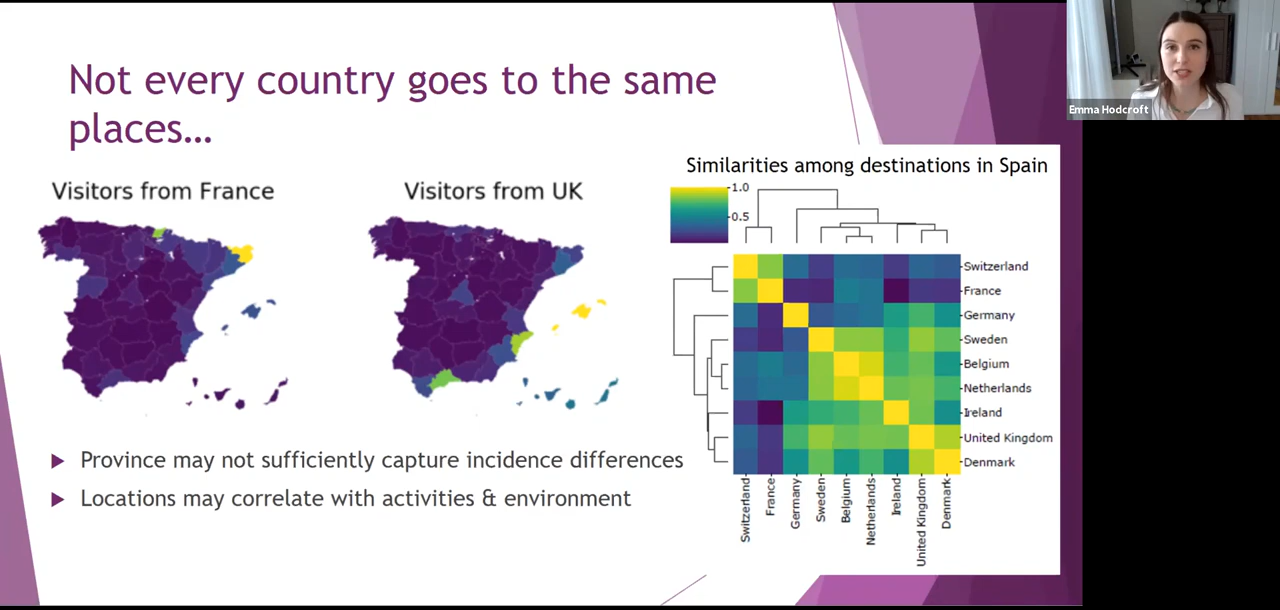 Not every country goes to the same
places…
Emma Hodcroft
Visitors from France
Visitors from UK
Similarities among destinations in Spain
1.0
0.5
Switzerland
France
Germany
Sweden
Belgium
Netherlands
Ireland
United Kingdom
Denmark
Switzerland
France
Germany
Sweden
Belgium
Netherlands
Ireland
United Kingdom
Denmark
Province may not sufficiently capture incidence differences
Locations may correlate with activities & environment